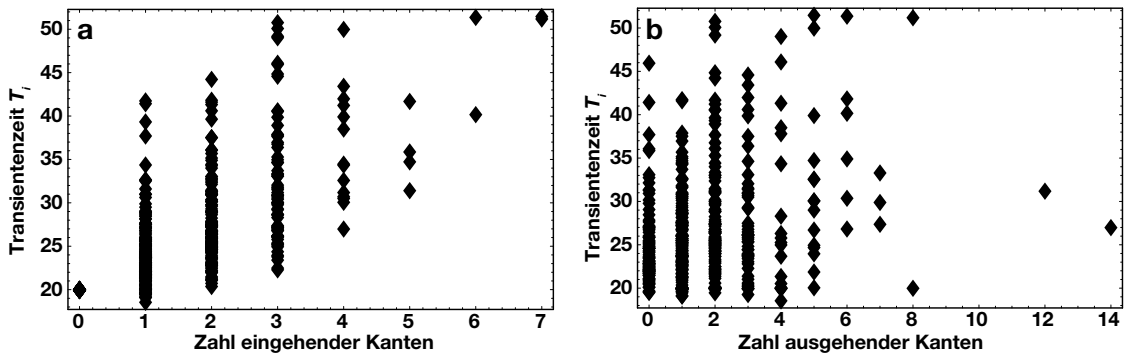 a
50
45
40
35
30
25
20
Transientenzeit Ti
0 1 2 3 4 5 6 7
Zahl eingehender Kanten
b
50
45
40
35
30
25
20
Transientenzeit Ti
0 2 4 6 8 10 12 14
Zahl ausgehender Kanten